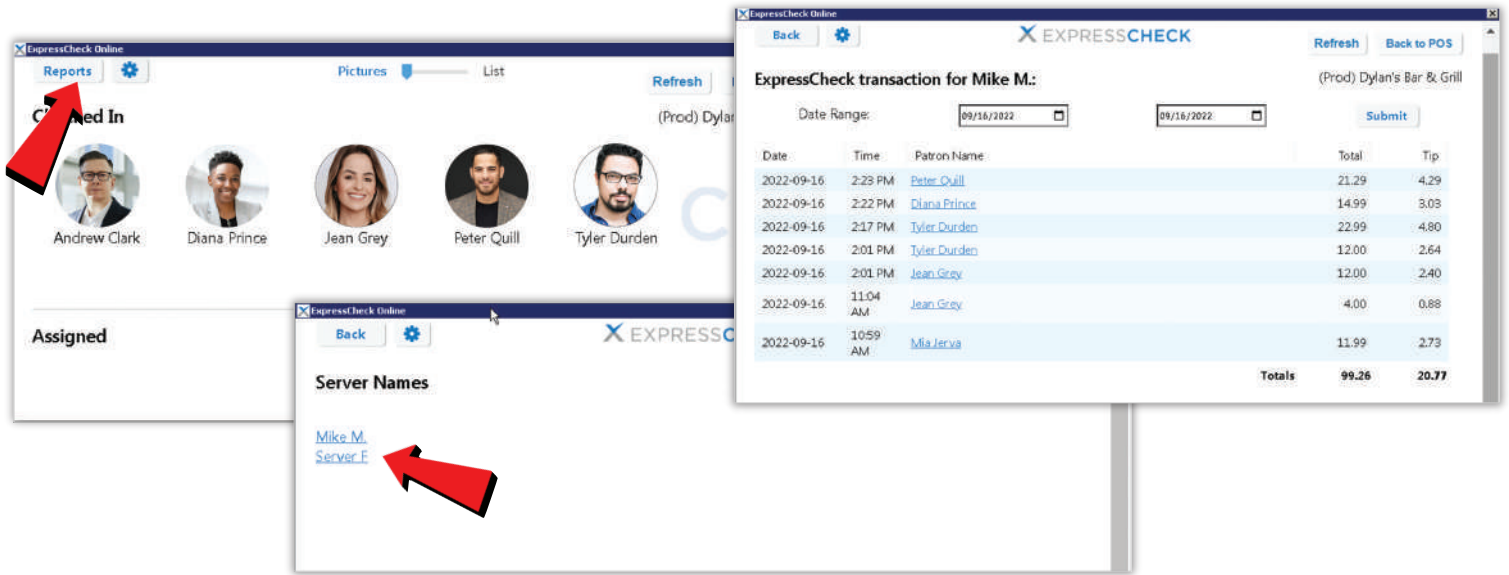 ExpressCheck Online
Reports
Pictures
List
Refresh
ed In
(Prod)
Andrew Clark
Diana Prince
Jean Grey
Peter Quill
Tyler Durden
C
Assigned
ExpressCheck Online
Back
X EXPRESSC
Server Names
Mike M.
Server F
ExpressCheck Online
Back
X EXPRESSCHECK
Refresh
Back to POS
ExpressCheck transaction for Mike M.:
(Prod) Dylan's Bar & Grill
Date Range:
09/16/2022
09/16/2022
Submit
Date Time Patron Name Total Tip
2022-09-16 2:23 PM Peter Quill 21.29 4.29
2022-09-16 2:22 PM Diana Prince 14.99 3.03
2022-09-16 2:17 PM Tyler Durden 22.99 4.80
2022-09-16 2:01 PM Tyler Durden 12.00 2.64
2022-09-16 2:01 PM Jean Grey 12.00 2.40
2022-09-16 11:04 AM Jean Grey 4.00 0.88
2022-09-16 10:59 AM Mia Jerva 11.99 2.73
Totals 99.26 20.77